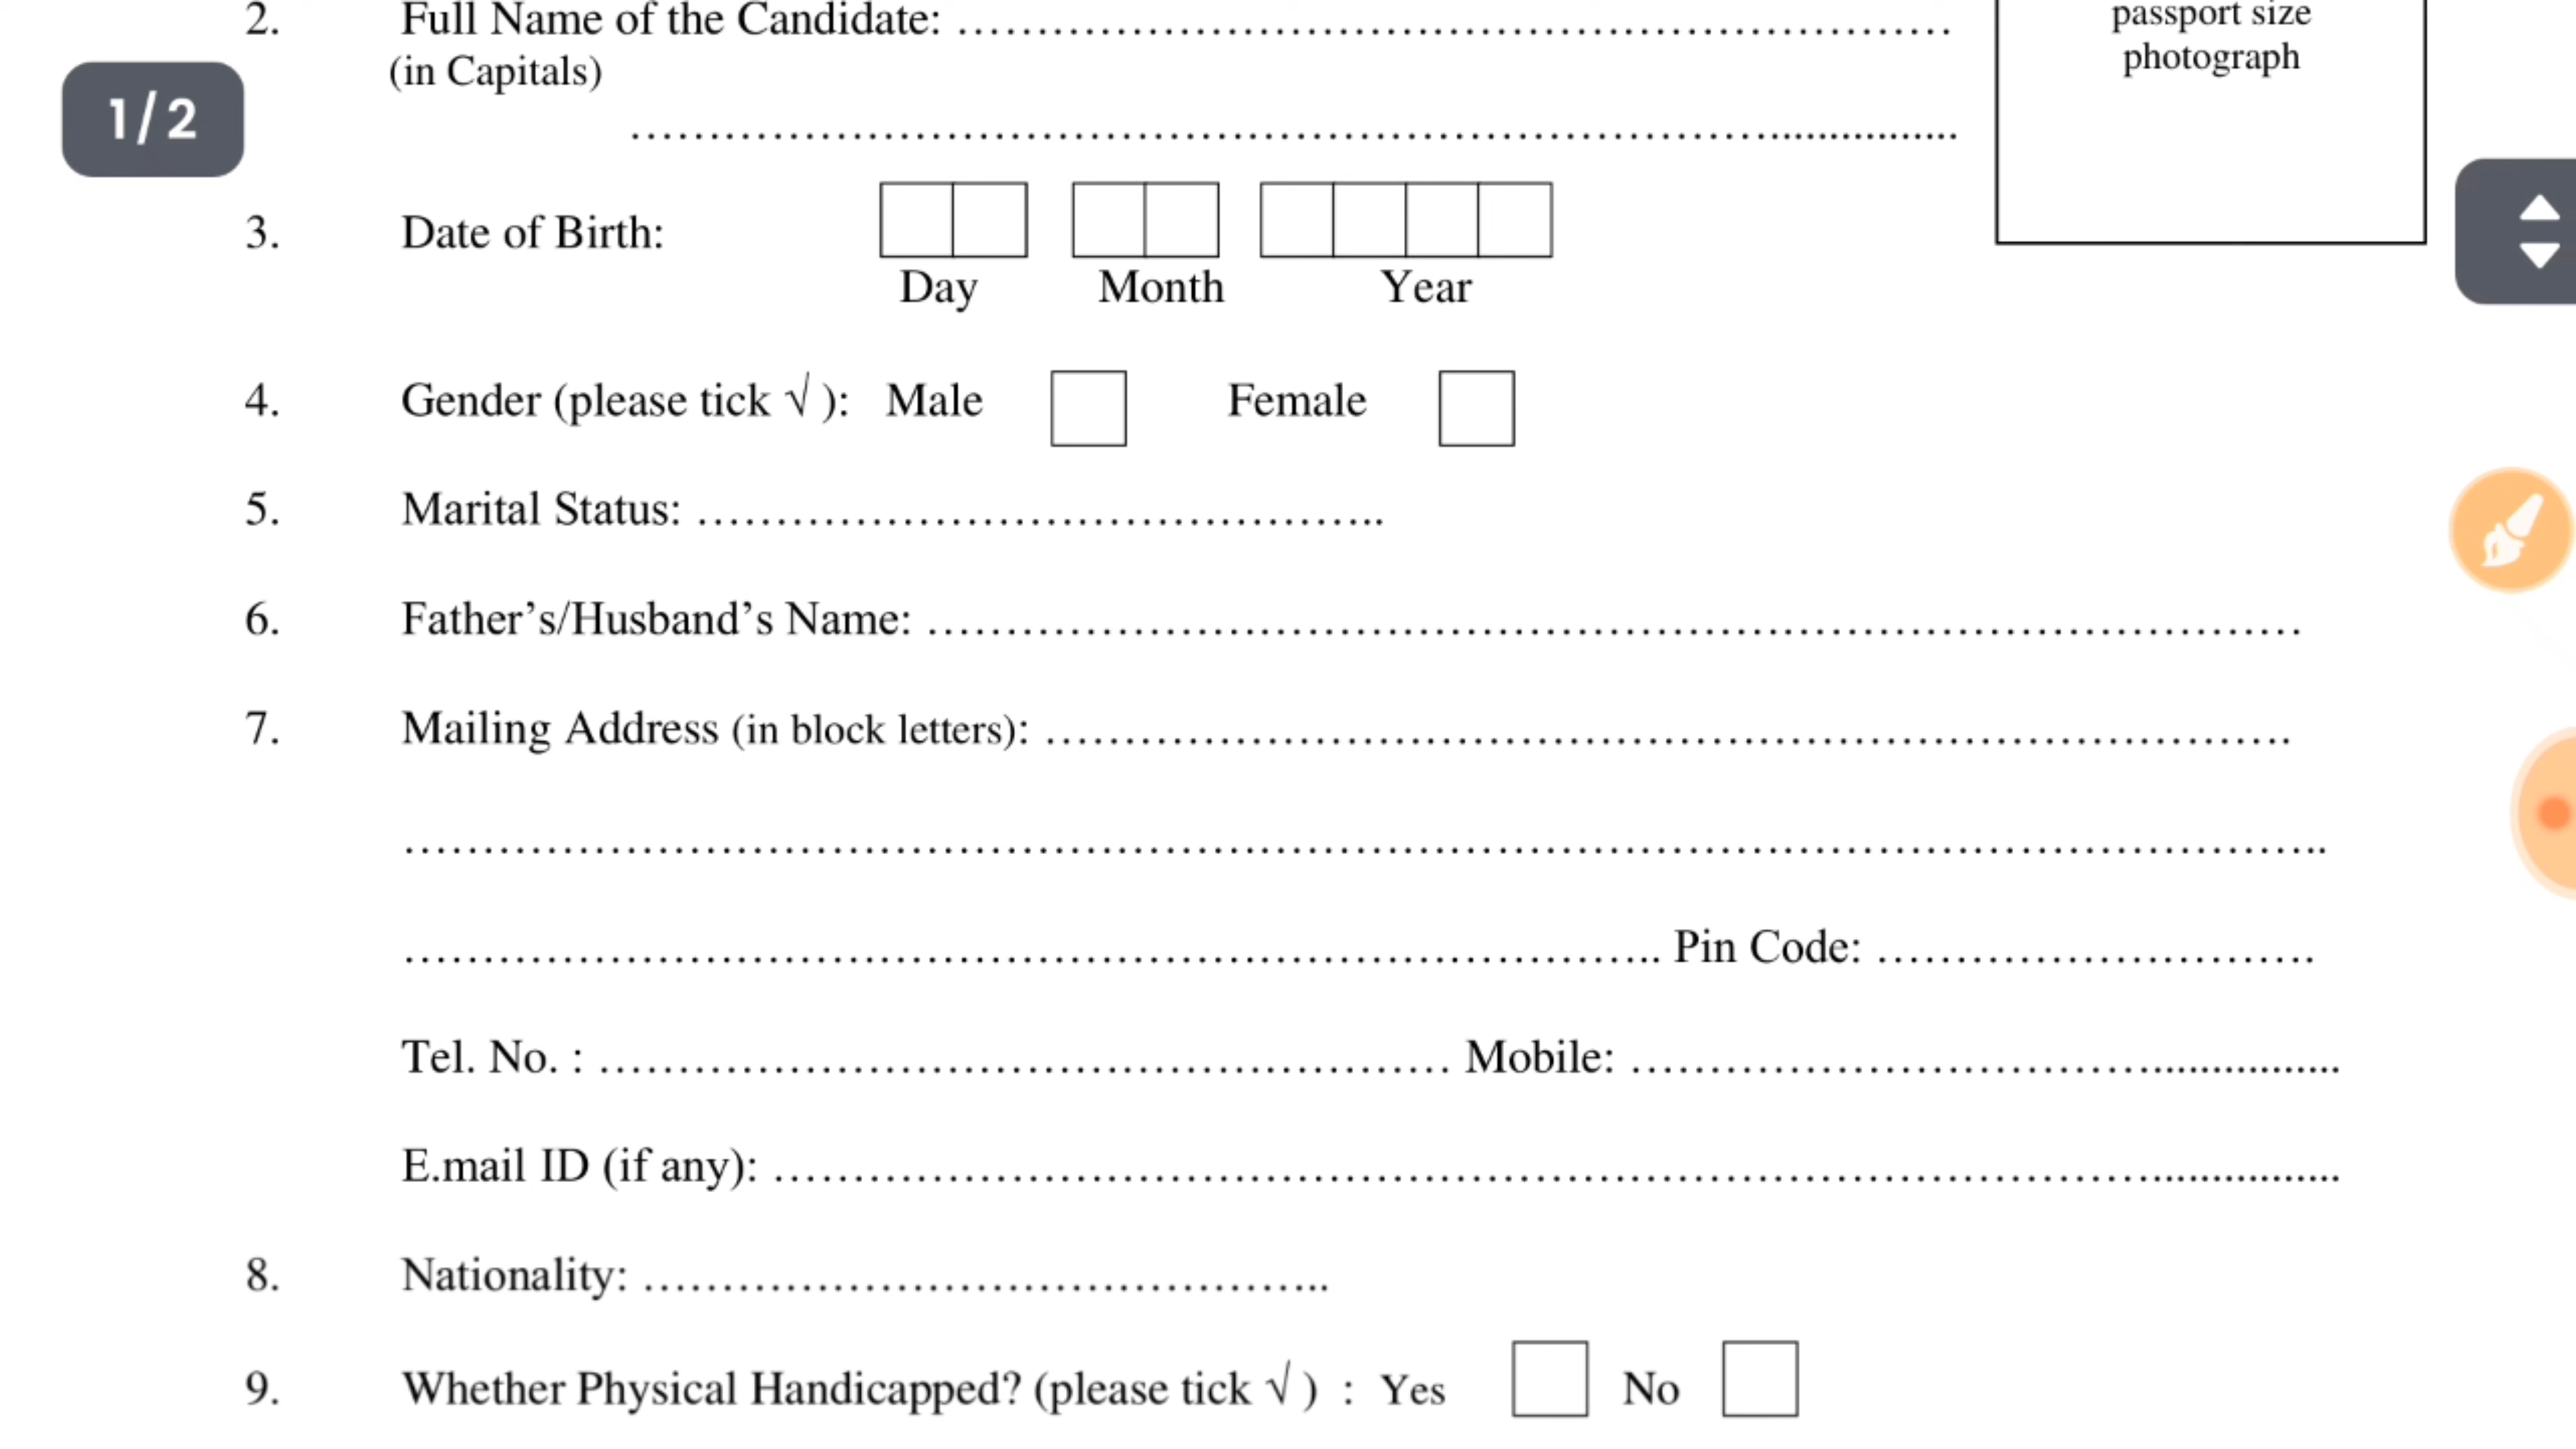 2. Full Name of the Candidate: ……………………………………………………………
passport size
photograph
(in Capitals)
1/2
……………………………………………………………………................
3. Date of Birth:
Day Month Year
4. Gender (please tick √ ): Male Female
5. Marital Status: ……………………………………..
6. Father’s/Husband’s Name: ……………………………………………………………………………
7. Mailing Address (in block letters): …………………………………………………………………….
…………………………………………………………………………………………………………..
…………………………………………………………………….. Pin Code: ……………………….
Tel. No. : ……………………………………………… Mobile: ……………………………................
E.mail ID (if any): ……………………………………………………………………………................
8. Nationality: ……………………………………..
9. Whether Physical Handicapped? (please tick √ ) : Yes No